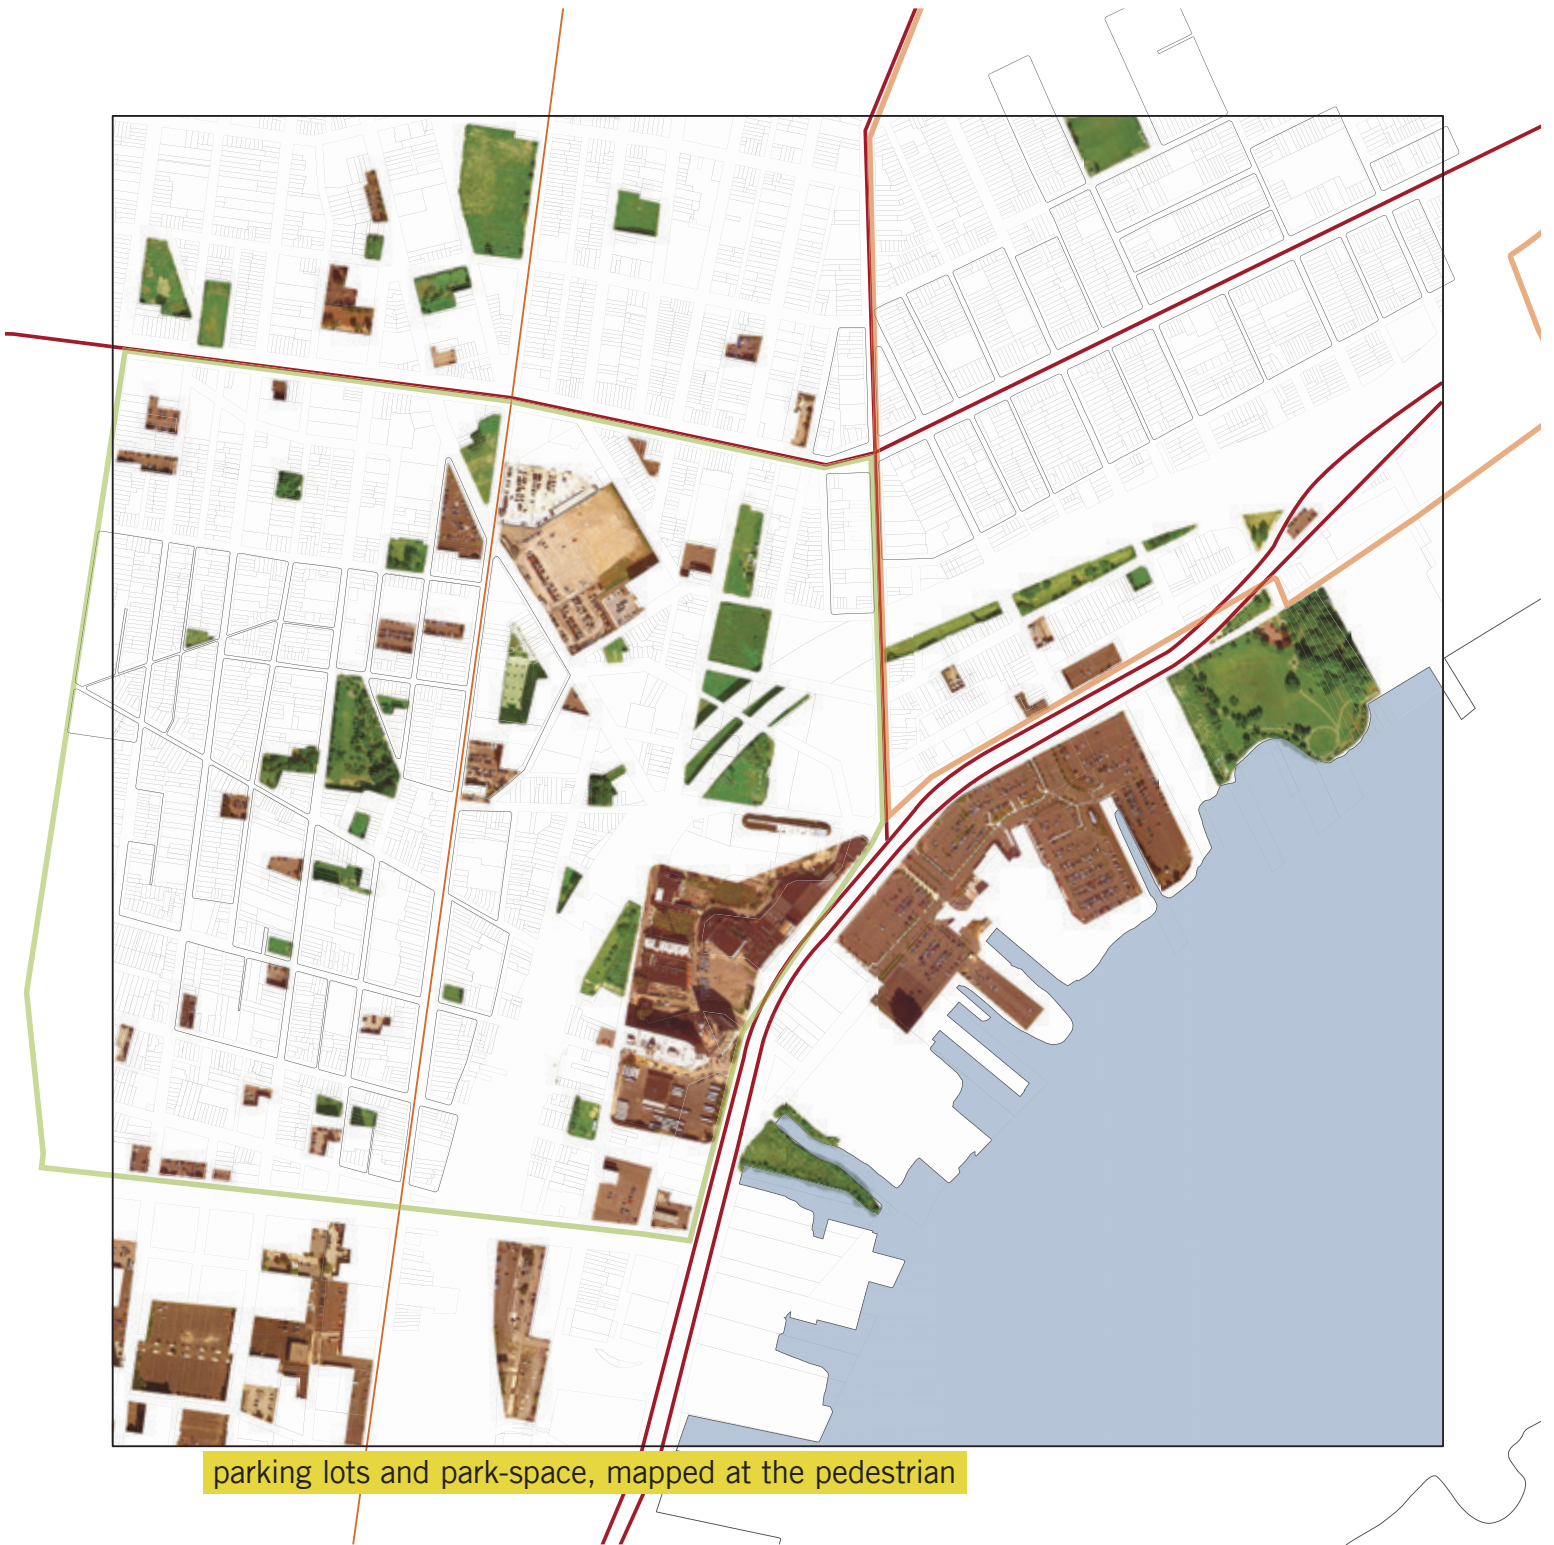 parking lots and park-space, mapped at the pedestrian